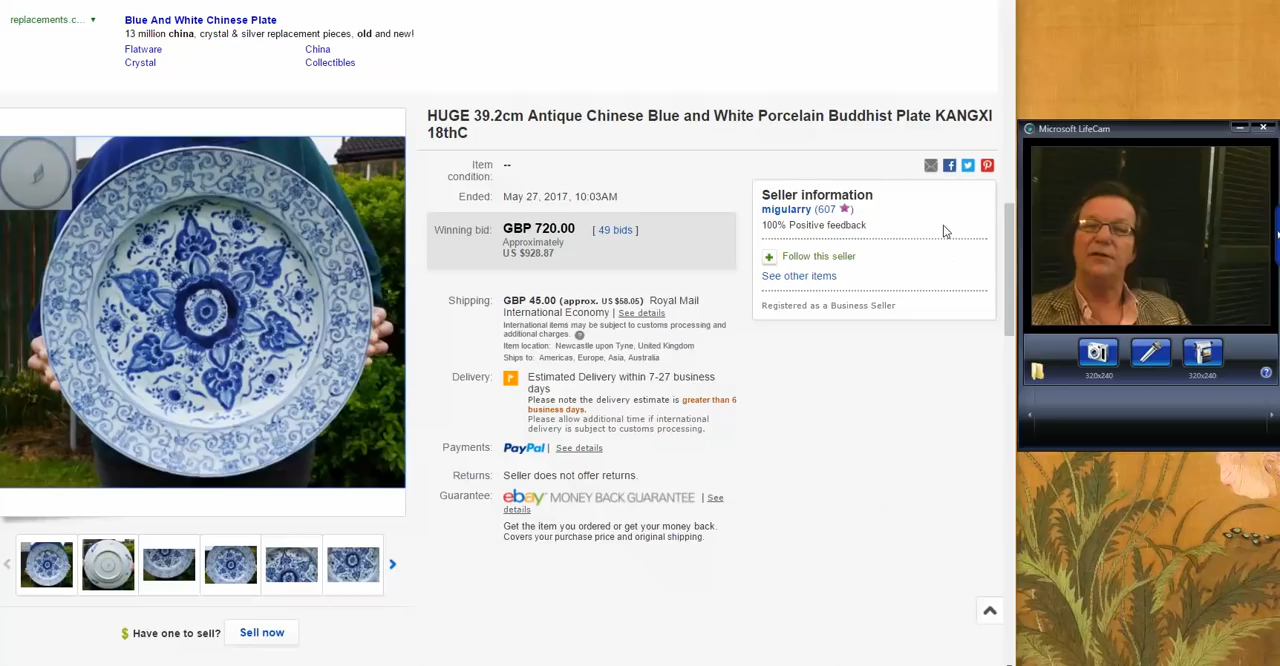 replacements.c... ▼
Blue And White Chinese Plate
13 million china, crystal & silver replacement pieces, old and new!
Flatware
China
Crystal
Collectibles
HUGE 39.2cm Antique Chinese Blue and White Porcelain Buddhist Plate KANGXI
18thC
Item
condition:
--
Ended:
May 27, 2017, 10:03AM
Winning bid:
GBP 720.00
[ 49 bids ]
Approximately
US $928.87
Shipping:
GBP 45.00 (approx. US $58.05) Royal Mail
International Economy | See details
International items may be subject to customs processing and
additional charges.
Item location: Newcastle upon Tyne, United Kingdom
Ships to: Americas, Europe, Asia, Australia
Delivery:
Estimated Delivery within 7-27 business
days
Please note the delivery estimate is greater than 6
business days.
Please allow additional time if international
delivery is subject to customs processing.
Payments:
PayPal | See details
Returns:
Seller does not offer returns.
Guarantee:
ebay MONEY BACK GUARANTEE | See
details
Get the item you ordered or get your money back.
Covers your purchase price and original shipping.
Seller information
migularry (607 ★)
100% Positive feedback
+ Follow this seller
See other items
Registered as a Business Seller
$ Have one to sell?
Sell now
Microsoft LifeCam
320x240
320x240